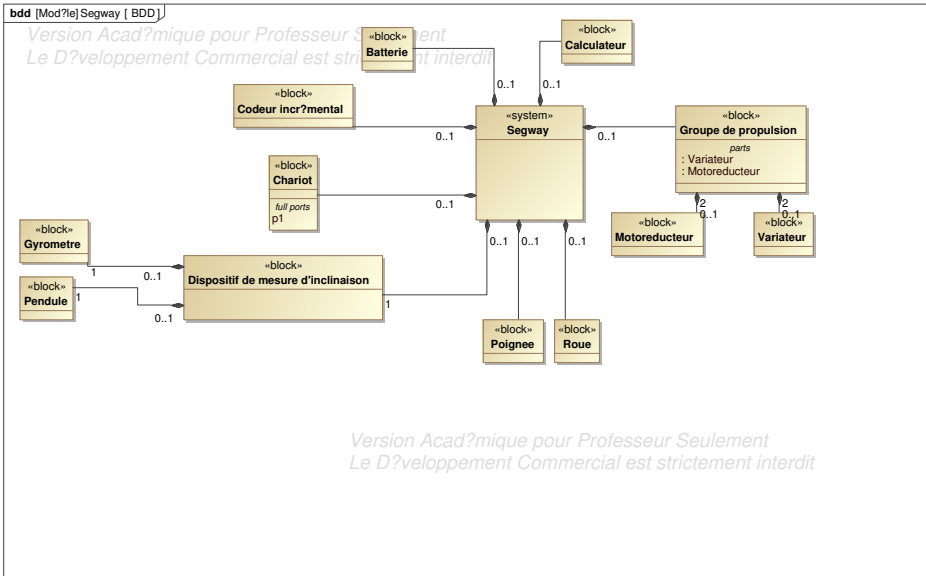 bdd [Mod?le] Segway [ BDD ]
Version Acad?mique pour Professeur S ment
Le D?veloppement Commercial est stri nt interdit
«block»
Batterie
0..1
«block»
Calculateur
0..1
«block»
Codeur incr?mental
0..1
«system»
Segway
«block»
Groupe de propulsion
parts
: Variateur
: Motoreducteur
0..1
«block»
Chariot
full ports
p1
0..1
2
0..1
2
0..1
«block»
Motoreducteur
«block»
Variateur
«block»
Gyrometre
1
0..1
«block»
Dispositif de mesure d'inclinaison
1
0..1
0..1
0..1
«block»
Pendule
1
0..1
«block»
Poignee
«block»
Roue
Version Acad?mique pour Professeur Seulement
Le D?veloppement Commercial est strictement interdit